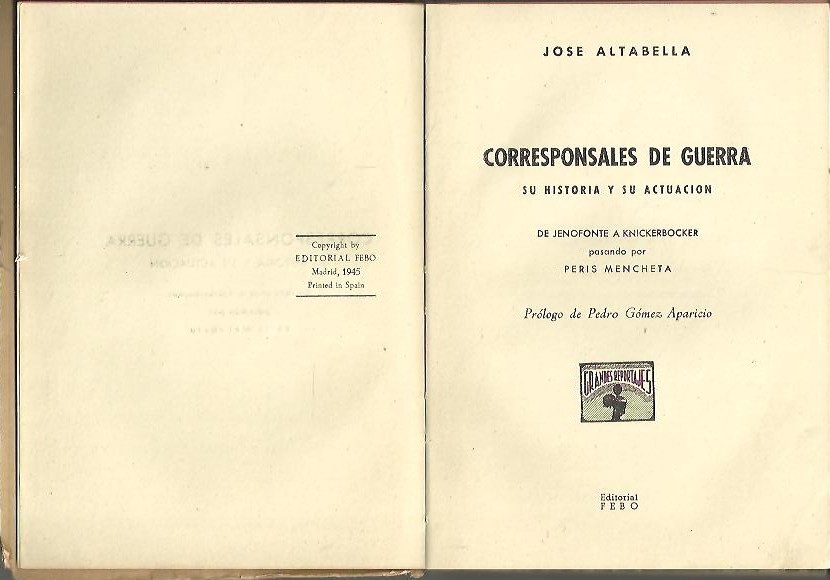 Copyright by
EDITORIAL FEBO
Madrid, 1945
Printed in Spain
JOSE ALTABELLA
CORRESPONSALES DE GUERRA
SU HISTORIA Y SU ACTUACION
DE JENOFONTE A KNICKERBOCKER
pasando por
PERIS MENCHETA
Prólogo de Pedro Gómez Aparicio
GRANDES REPORTAJES
Editorial
FEBO